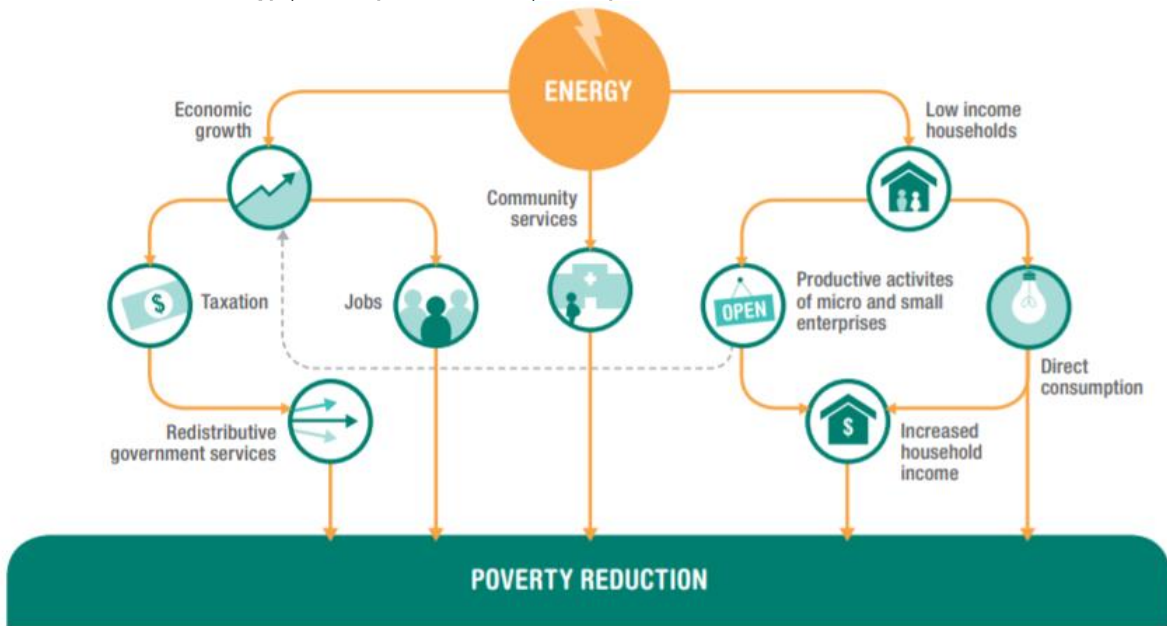 ENERGY
Economic
growth
Low income
households
Community
services
$
Taxation
Jobs
OPEN
Productive activites
of micro and small
enterprises
Direct
consumption
Redistributive
government services
$
Increased
household
income
POVERTY REDUCTION